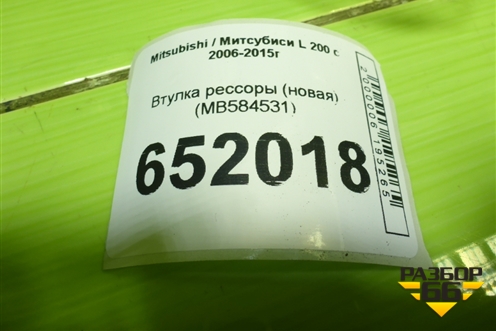 Mitsubishi / Митсубиси L 200 с
2006-2015г
Втулка рессоры (новая)
(MB584531)
652018
2000006195265
РАЗБОР
66